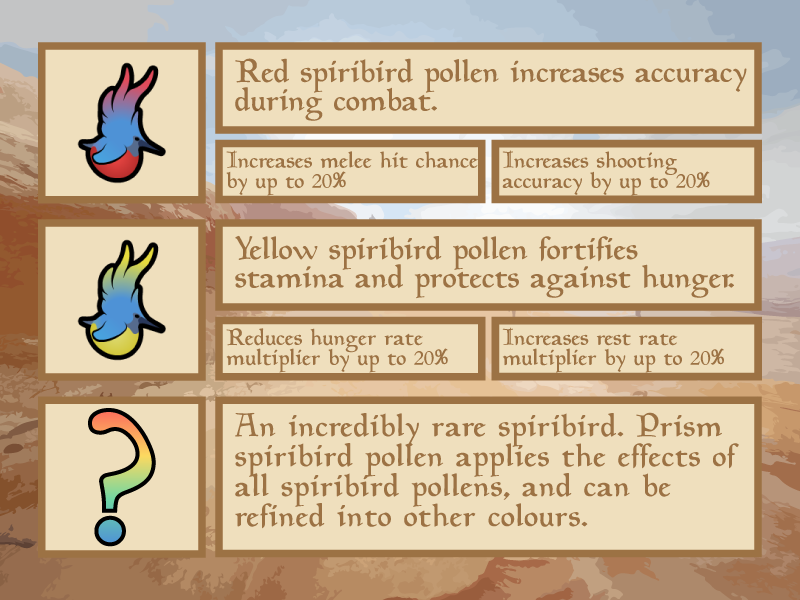 Red spiribird pollen increases accuracy
during combat.
Increases melee hit chance
by up to 20%
Increases shooting
accuracy by up to 20%
Yellow spiribird pollen fortifies
stamina and protects against hunger.
Reduces hunger rate
multiplier by up to 20%
Increases rest rate
multiplier by up to 20%
?
An incredibly rare spiribird. Prism
spiribird pollen applies the effects of
all spiribird pollens, and can be
refined into other colours.